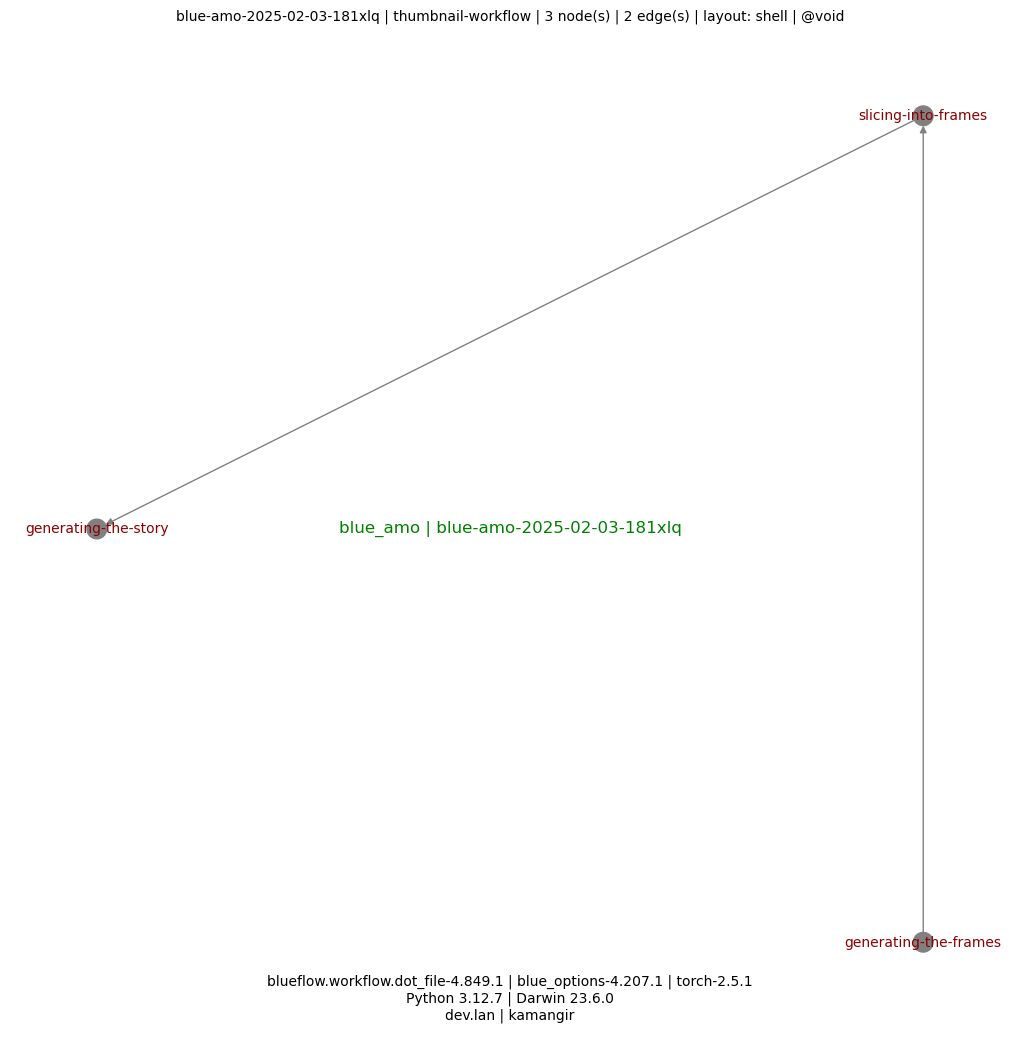 blue-amo-2025-02-03-181xlq | thumbnail-workflow | 3 node(s) | 2 edge(s) | layout: shell | @void
slicing-into-frames
generating-the-story
blue_amo | blue-amo-2025-02-03-181xlq
generating-the-frames
blueflow.workflow.dot_file-4.849.1 | blue_options-4.207.1 | torch-2.5.1
Python 3.12.7 | Darwin 23.6.0
dev.lan | kamangir